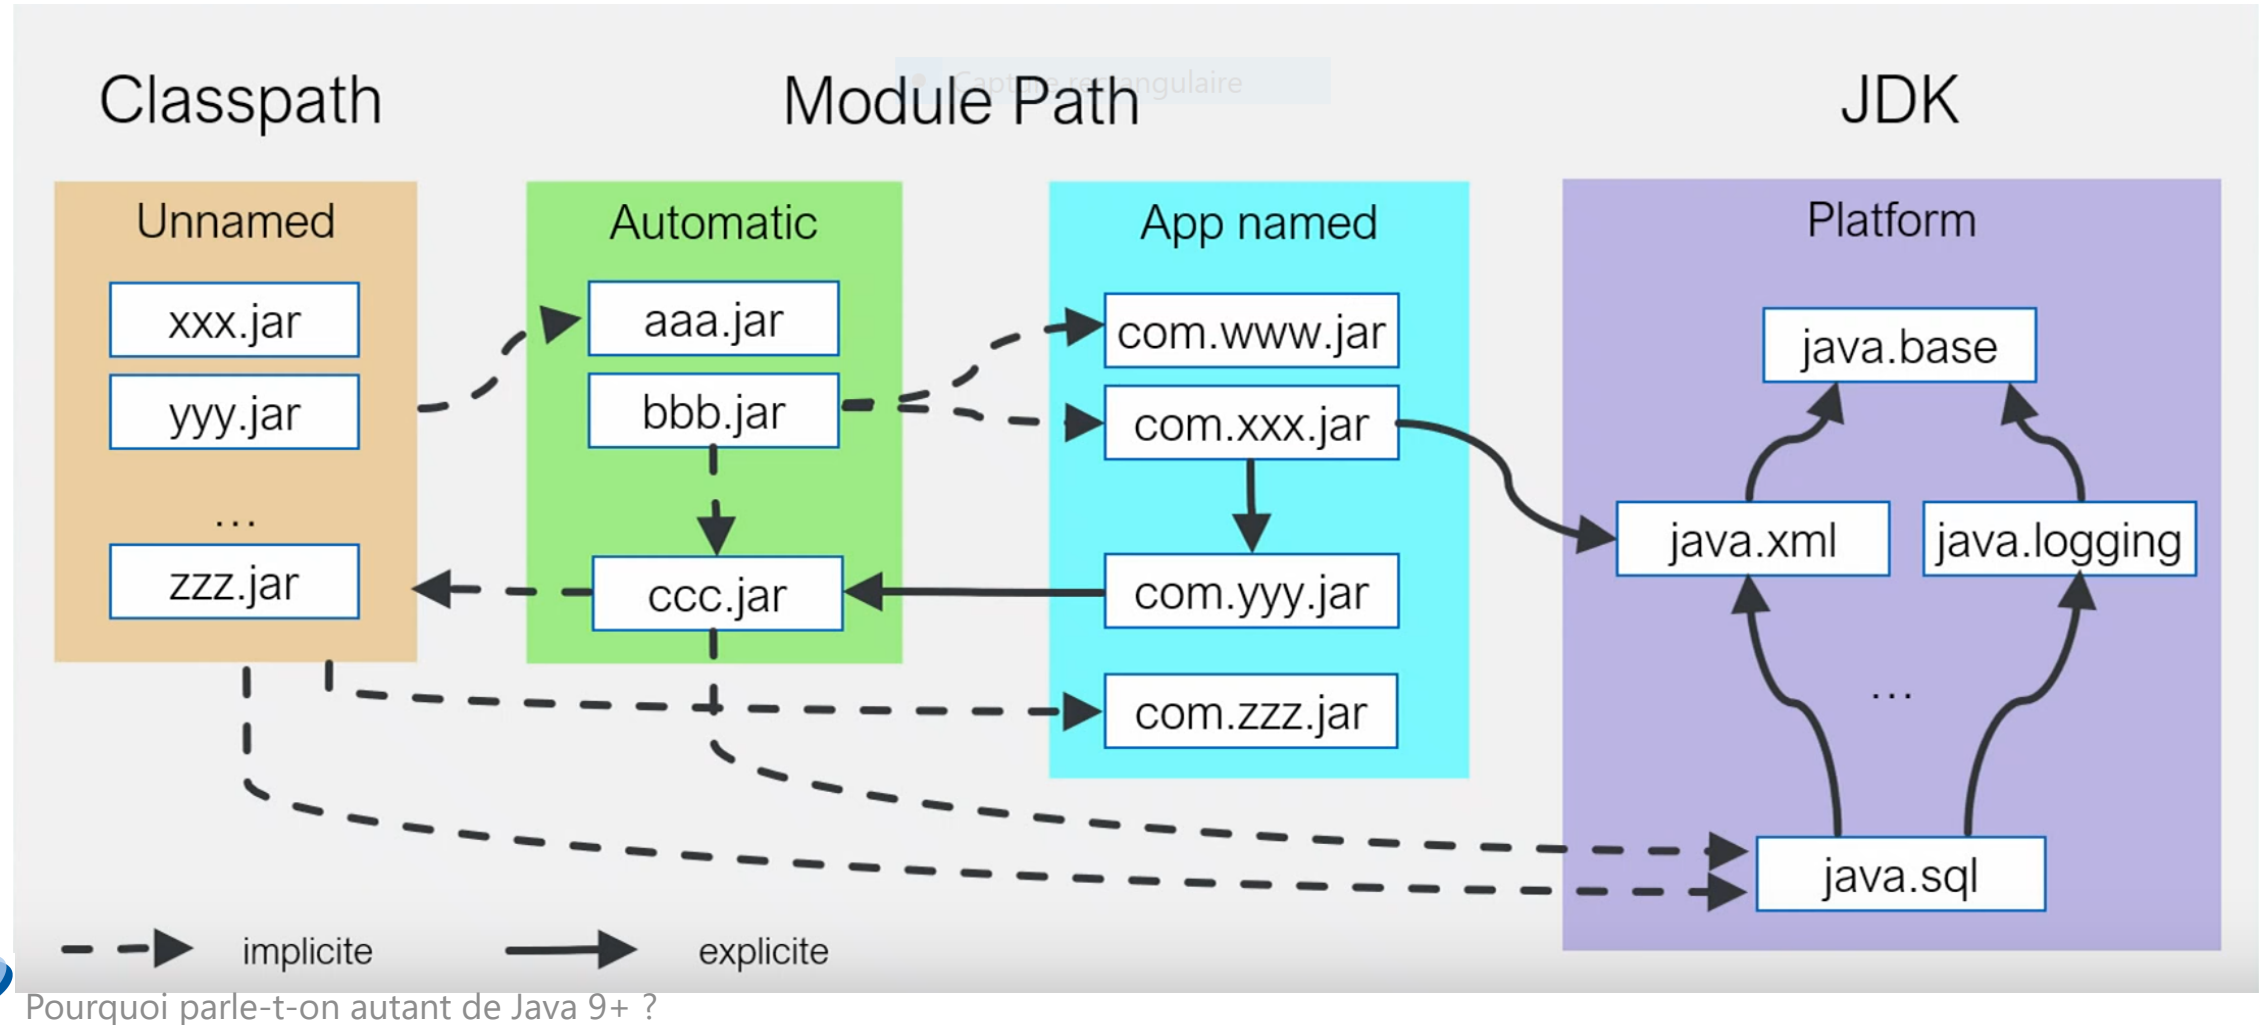 Classpath
Module Path
JDK
Capture rectangulaire
Unnamed
xxx.jar
yyy.jar
...
zzz.jar
Automatic
aaa.jar
bbb.jar
ccc.jar
App named
com.www.jar
com.xxx.jar
com.yyy.jar
com.zzz.jar
Platform
java.base
java.xml
java.logging
...
java.sql
implicite
explicite
Pourquoi parle-t-on autant de Java 9+ ?